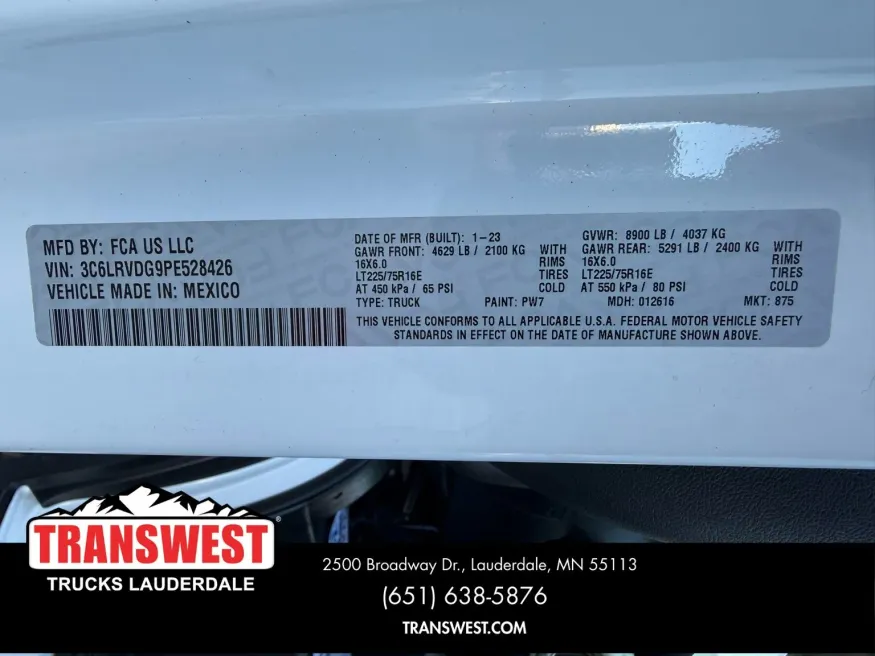 MFD BY: FCA US LLC
VIN: 3C6LRVDG9PE528426
VEHICLE MADE IN: MEXICO
DATE OF MFR (BUILT): 1-23
GAWR FRONT: 4629 LB / 2100 KG WITH
16X6.0 RIMS
LT225/75R16E TIRES
AT 450 kPa / 65 PSI COLD
TYPE: TRUCK PAINT: PW7
GVWR: 8900 LB / 4037 KG
GAWR REAR: 5291 LB / 2400 KG WITH
16X6.0 RIMS
LT225/75R16E TIRES
AT 550 kPa / 80 PSI COLD
MDH: 012616 MKT: 875
THIS VEHICLE CONFORMS TO ALL APPLICABLE U.S.A. FEDERAL MOTOR VEHICLE SAFETY
STANDARDS IN EFFECT ON THE DATE OF MANUFACTURE SHOWN ABOVE.
TRANSWEST®
TRUCKS LAUDERDALE
2500 Broadway Dr., Lauderdale, MN 55113
(651) 638-5876
TRANSWEST.COM